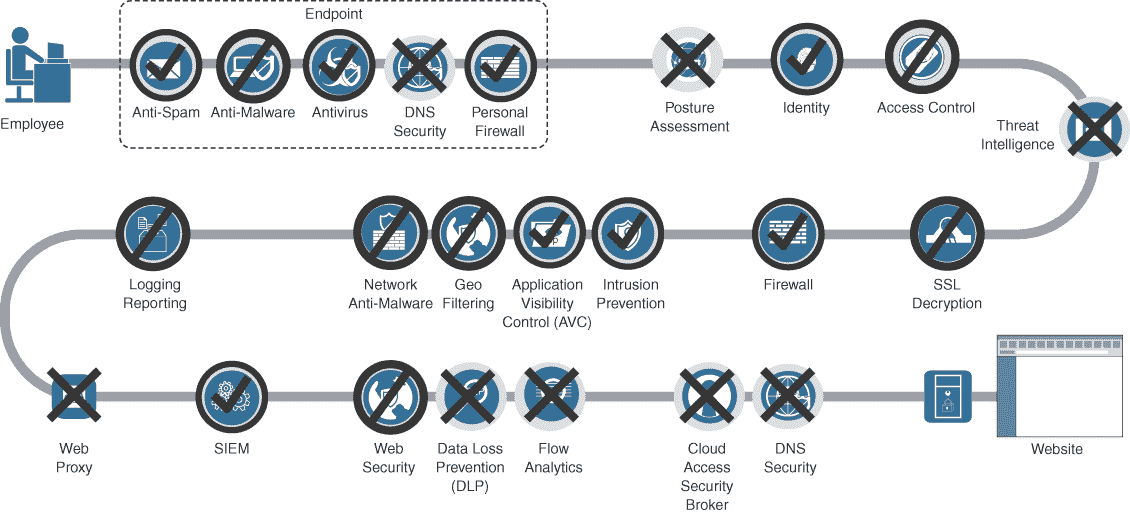 Endpoint
Employee
Anti-Spam
Anti-Malware
Antivirus
DNS
Security
Personal
Firewall
Posture
Assessment
Identity
Access Control
Threat
Intelligence
Logging
Reporting
Network
Anti-Malware
Geo
Filtering
Application
Visibility
Control (AVC)
Intrusion
Prevention
Firewall
SSL
Decryption
Web
Proxy
SIEM
Web
Security
Data Loss
Prevention
(DLP)
Flow
Analytics
Cloud
Access
Security
Broker
DNS
Security
Website